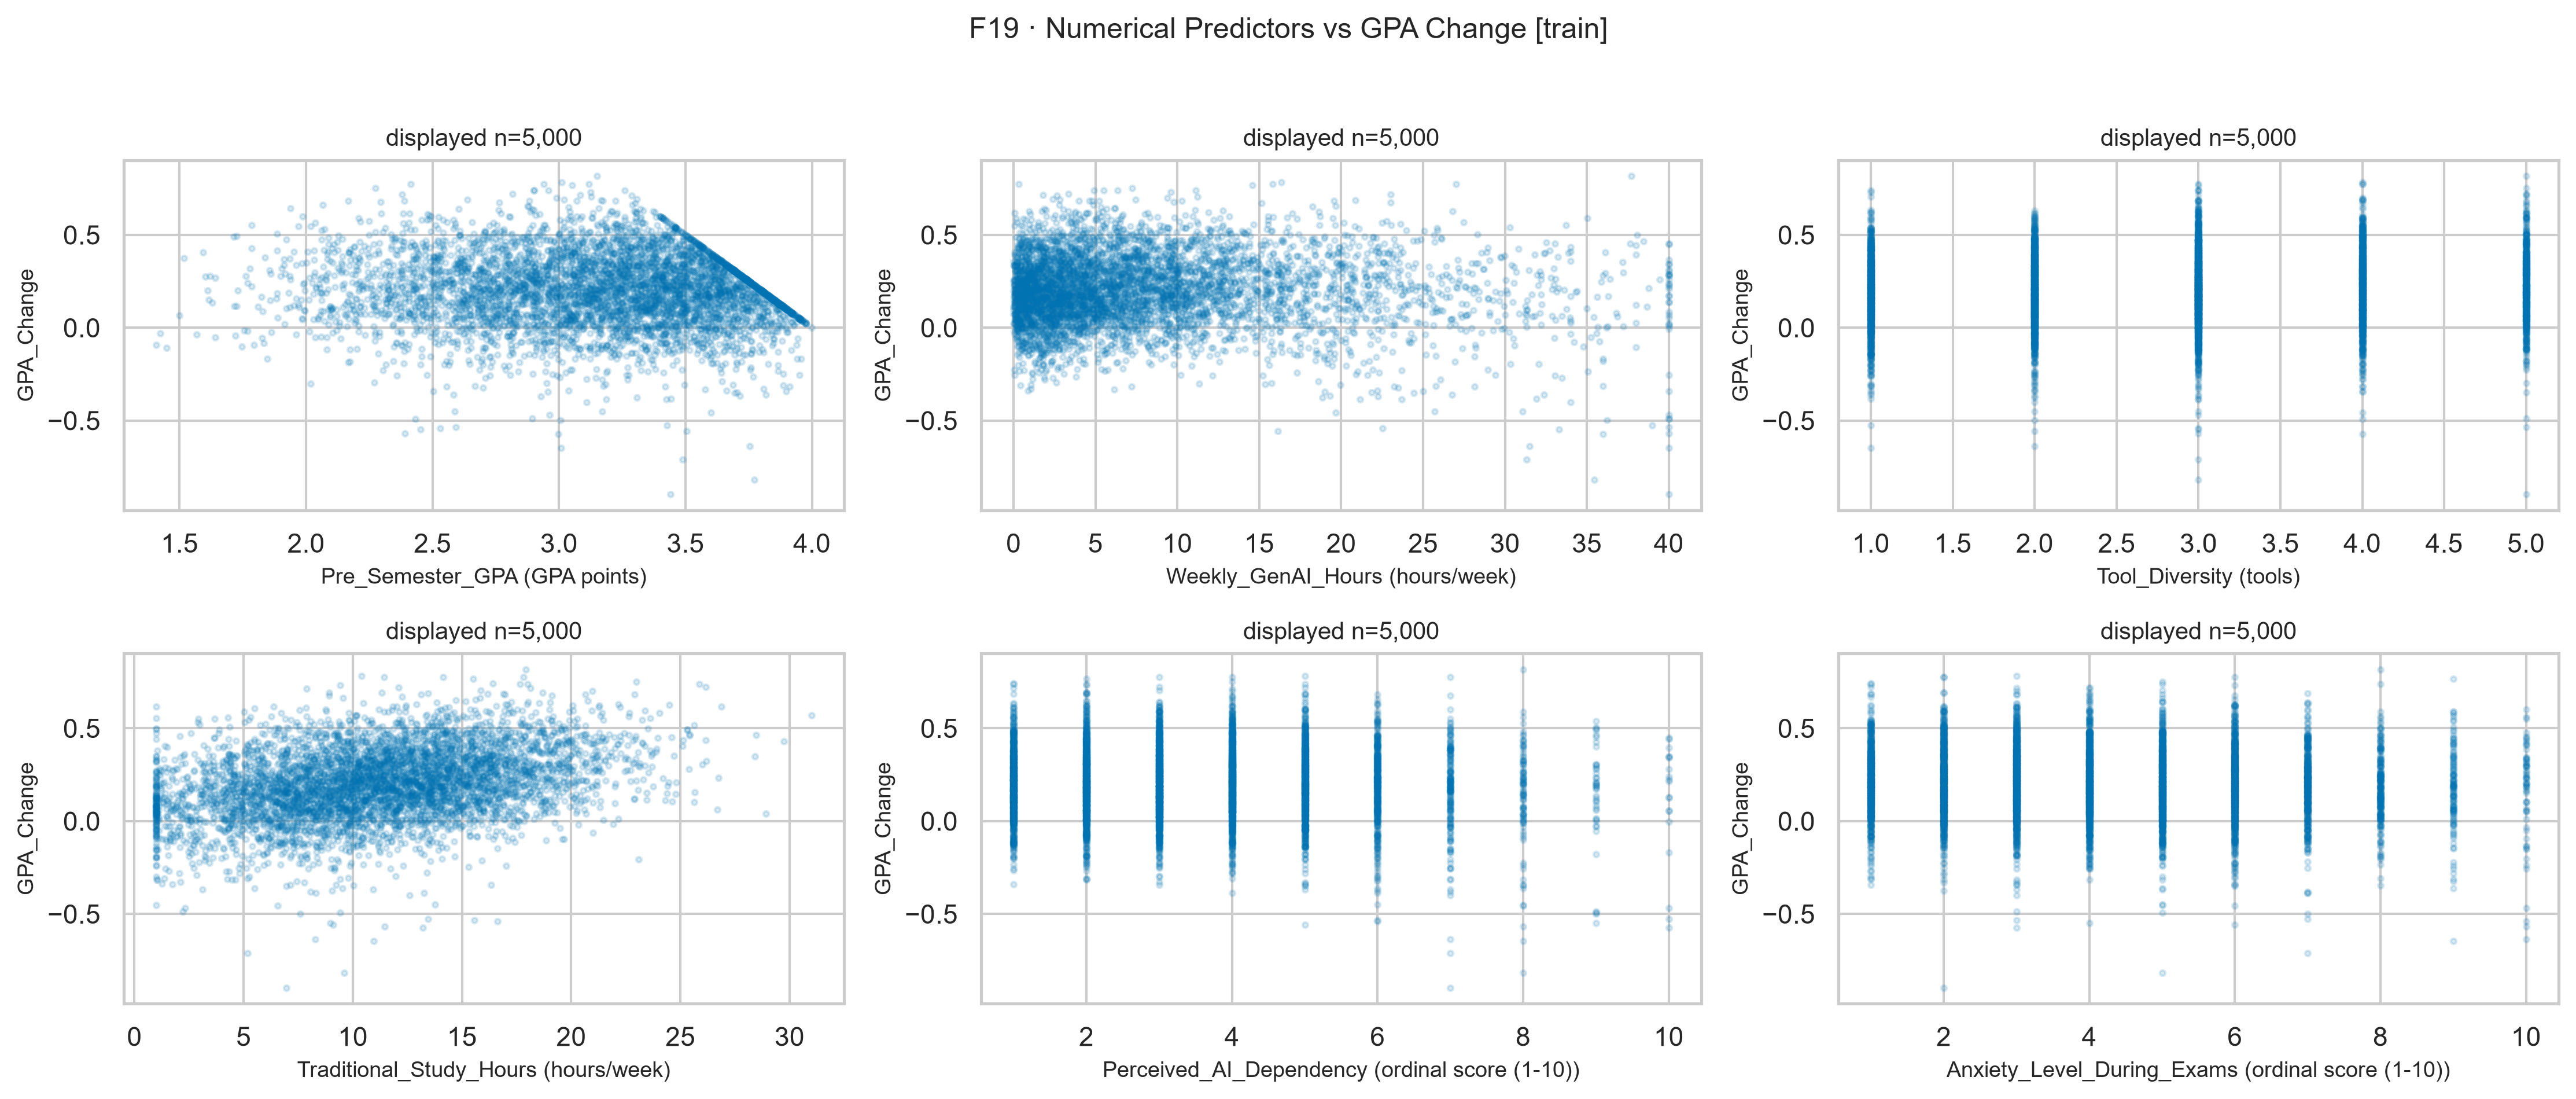 F19 · Numerical Predictors vs GPA Change [train]
displayed n=5,000
GPA_Change
0.5
0.0
−0.5
1.5 2.0 2.5 3.0 3.5 4.0
Pre_Semester_GPA (GPA points)
displayed n=5,000
GPA_Change
0.5
0.0
−0.5
0 5 10 15 20 25 30 35 40
Weekly_GenAI_Hours (hours/week)
displayed n=5,000
GPA_Change
0.5
0.0
−0.5
1.0 1.5 2.0 2.5 3.0 3.5 4.0 4.5 5.0
Tool_Diversity (tools)
displayed n=5,000
GPA_Change
0.5
0.0
−0.5
0 5 10 15 20 25 30
Traditional_Study_Hours (hours/week)
displayed n=5,000
GPA_Change
0.5
0.0
−0.5
2 4 6 8 10
Perceived_AI_Dependency (ordinal score (1-10))
displayed n=5,000
GPA_Change
0.5
0.0
−0.5
2 4 6 8 10
Anxiety_Level_During_Exams (ordinal score (1-10))